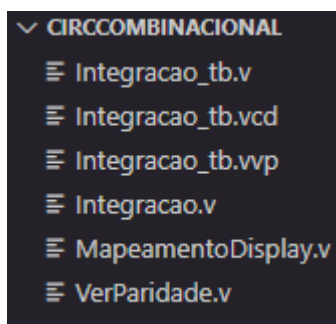 CIRCCOMBINACIONAL
Integracao_tb.v
Integracao_tb.vcd
Integracao_tb.vvp
Integracao.v
MapeamentoDisplay.v
VerParidade.v